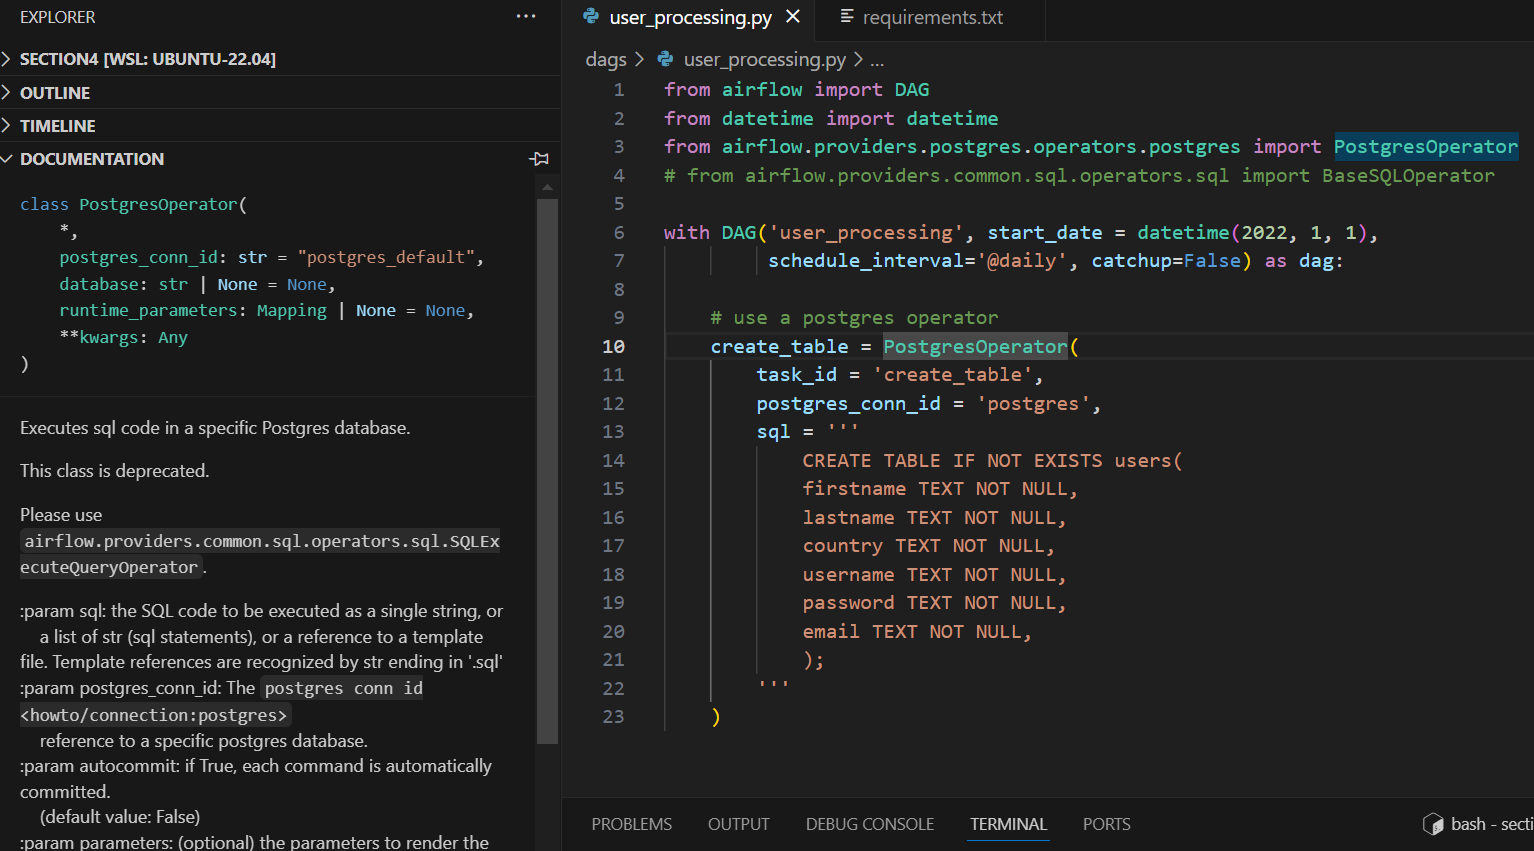 EXPLORER
SECTION4 [WSL: UBUNTU-22.04]
OUTLINE
TIMELINE
DOCUMENTATION
class PostgresOperator(
    *,
    postgres_conn_id: str = "postgres_default",
    database: str | None = None,
    runtime_parameters: Mapping | None = None,
    **kwargs: Any
)
Executes sql code in a specific Postgres database.
This class is deprecated.
Please use
airflow.providers.common.sql.operators.sql.SQLEx
ecuteQueryOperator.
:param sql: the SQL code to be executed as a single string, or
    a list of str (sql statements), or a reference to a template
file. Template references are recognized by str ending in '.sql'
:param postgres_conn_id: The postgres conn id
<howto/connection:postgres>
    reference to a specific postgres database.
:param autocommit: if True, each command is automatically
committed.
    (default value: False)
:param parameters: (optional) the parameters to render the
user_processing.py
requirements.txt
dags > user_processing.py > ...
1 from airflow import DAG
2 from datetime import datetime
3 from airflow.providers.postgres.operators.postgres import PostgresOperator
4 # from airflow.providers.common.sql.operators.sql import BaseSQLOperator
5
6 with DAG('user_processing', start_date = datetime(2022, 1, 1),
7         schedule_interval='@daily', catchup=False) as dag:
8
9     # use a postgres operator
10     create_table = PostgresOperator(
11         task_id = 'create_table',
12         postgres_conn_id = 'postgres',
13         sql = '''
14             CREATE TABLE IF NOT EXISTS users(
15             firstname TEXT NOT NULL,
16             lastname TEXT NOT NULL,
17             country TEXT NOT NULL,
18             username TEXT NOT NULL,
19             password TEXT NOT NULL,
20             email TEXT NOT NULL,
21             );
22         '''
23     )
PROBLEMS OUTPUT DEBUG CONSOLE TERMINAL PORTS
bash - secti